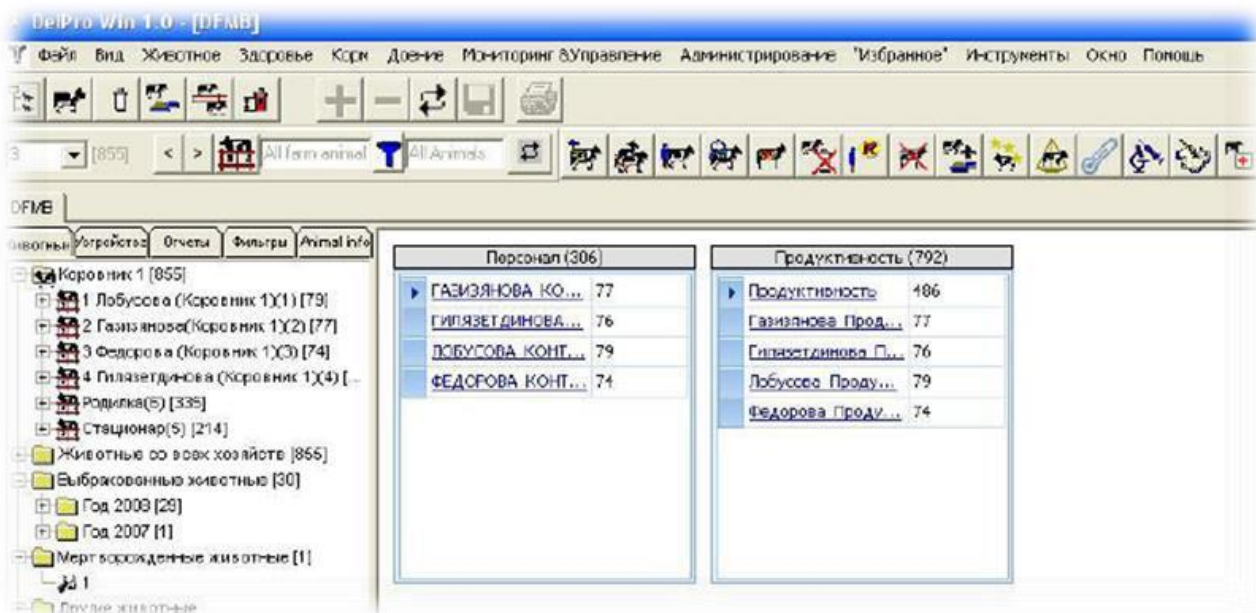 DelPro Win 1.0 - [DFMB]
Файл Вид Животное Здоровье Корм Доение Мониторинг &Управление Администрирование "Избранное" Инструменты Окно Помощь
3 [855] < > All farm animal All Animals
DFMB
Устройства Отчеты Фильтры Animal info
Коровник 1 [855]
1 Лобусова (Коровник 1)(1) [79]
2 Газизянова(Коровник 1)(2) [77]
3 Федорова (Коровник 1)(3) [74]
4 Гилязетдинова (Коровник 1)(4) [...
Родилка(5) [335]
Стационар(6) [214]
Животные со всех хозяйств [855]
Выбракованные животные [30]
Год 2008 [29]
Год 2007 [1]
Мертворожденные животные [1]
1
Другие животные
Персонал (306)
ГАЗИЗЯНОВА КО... 77
ГИЛЯЗЕТДИНОВА... 76
ЛОБУСОВА КОНТ... 79
ФЕДОРОВА КОНТ... 74
Продуктивность (792)
Продуктивность 486
Газизянова Прод... 77
Гилязетдинова П... 76
Лобусова Проду... 79
Федорова Проду... 74